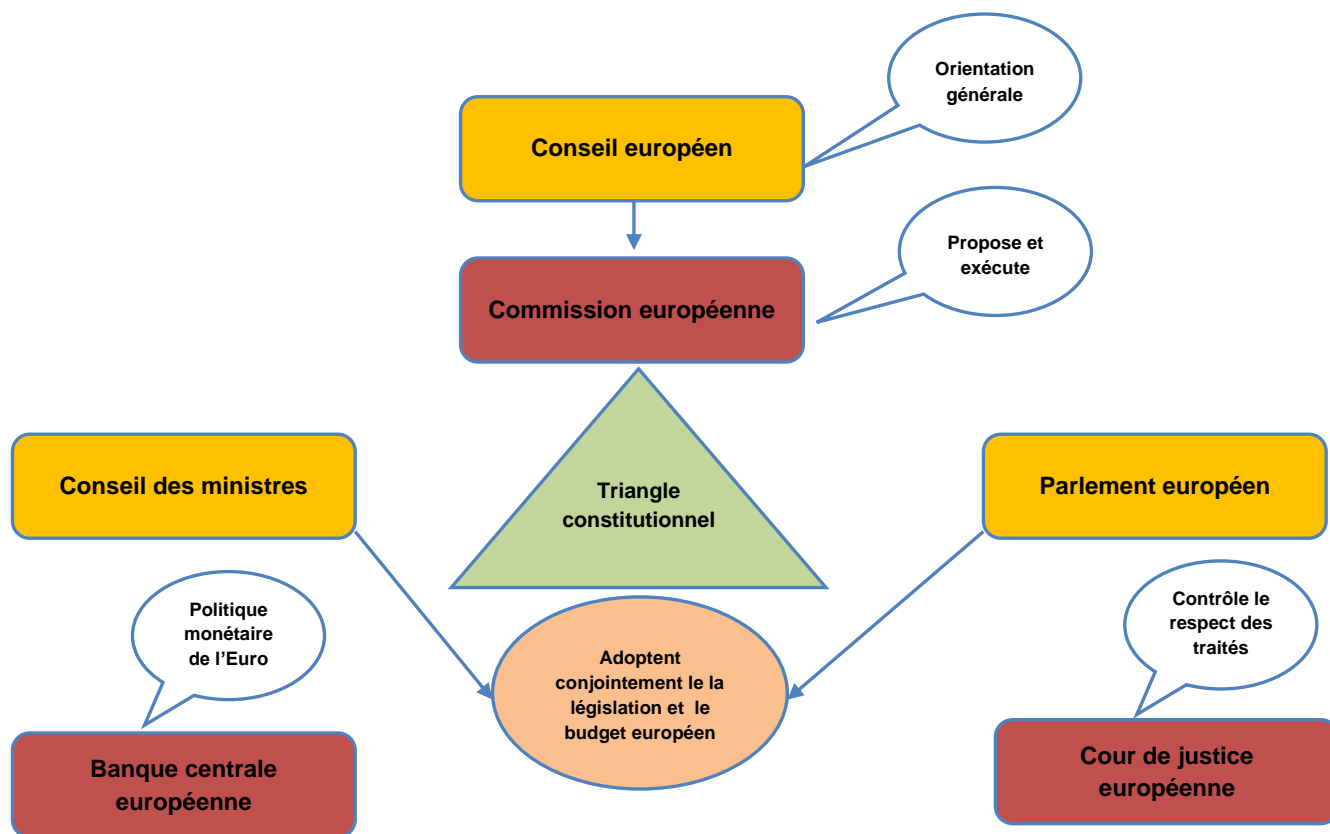 Orientation
générale
Conseil européen
Propose et
exécute
Commission européenne
Conseil des ministres
Triangle
constitutionnel
Parlement européen
Politique
monétaire
de l’Euro
Contrôle le
respect des
traités
Adoptent
conjointement le la
législation et le
budget européen
Banque centrale
européenne
Cour de justice
européenne